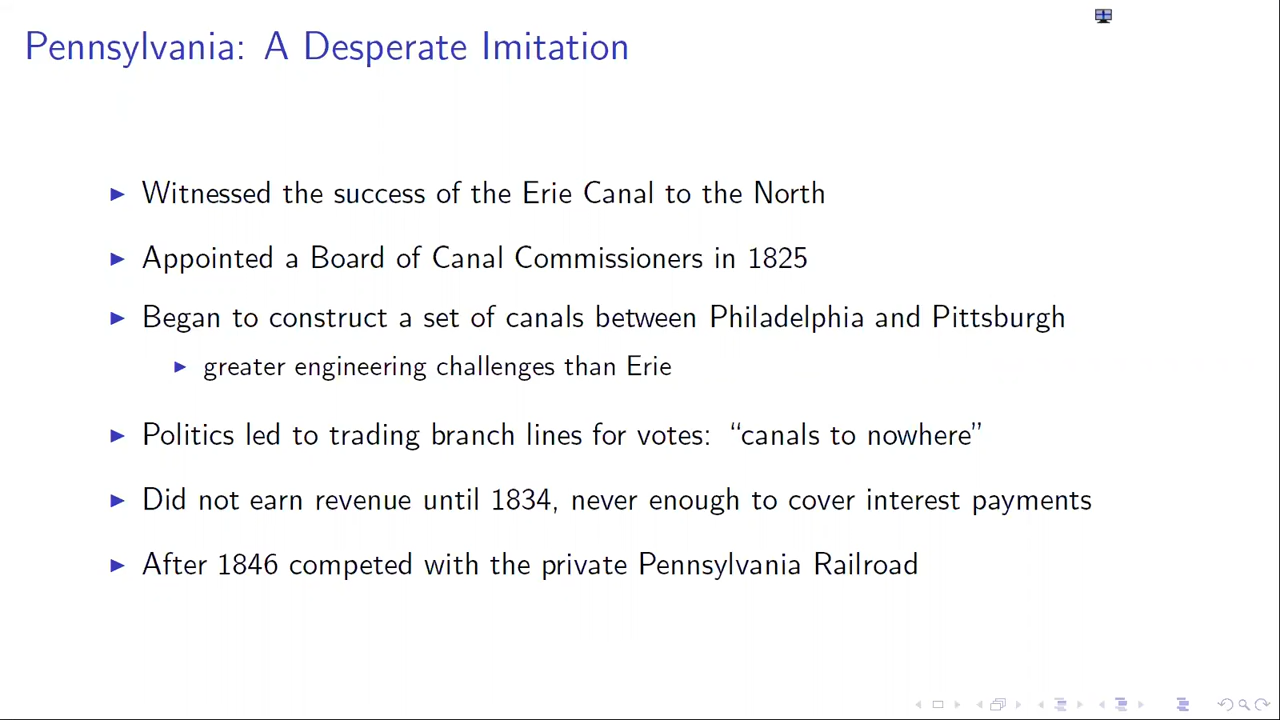 Pennsylvania: A Desperate Imitation
Witnessed the success of the Erie Canal to the North
Appointed a Board of Canal Commissioners in 1825
Began to construct a set of canals between Philadelphia and Pittsburgh
greater engineering challenges than Erie
Politics led to trading branch lines for votes: “canals to nowhere”
Did not earn revenue until 1834, never enough to cover interest payments
After 1846 competed with the private Pennsylvania Railroad